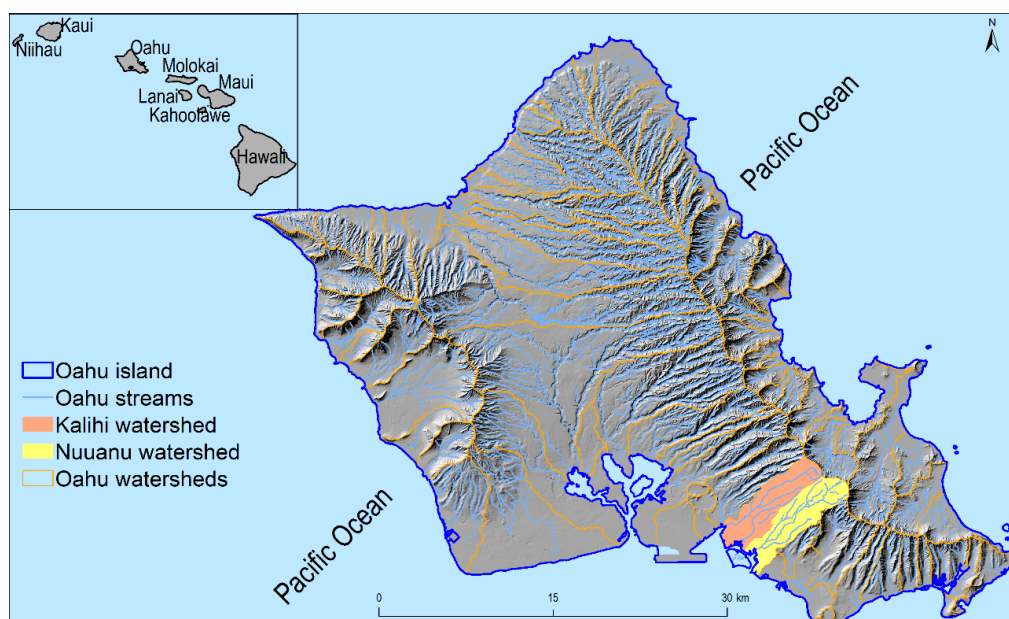 Kaui
Niihau
Oahu
Molokai
Maui
Lanai
Kahoolawe
Hawaii
N
Pacific Ocean
Oahu island
Oahu streams
Kalihi watershed
Nuuanu watershed
Oahu watersheds
Pacific Ocean
0 15 30 km